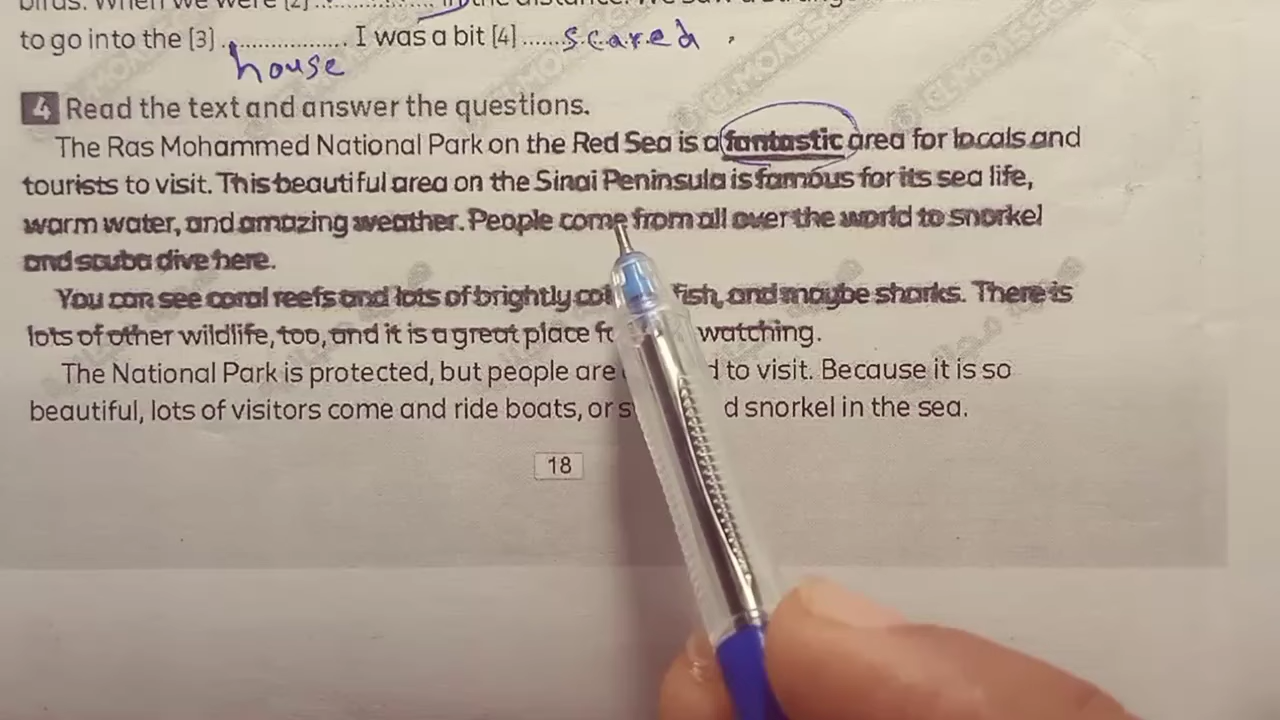 to go into the [3] ................. I was a bit [4] ......scared.
house
4 Read the text and answer the questions.
The Ras Mohammed National Park on the Red Sea is a fantastic area for locals and
tourists to visit. This beautiful area on the Sinai Peninsula is famous for its sea life,
warm water, and amazing weather. People come from all over the world to snorkel
and scuba dive here.
You can see coral reefs and lots of brightly fish, and maybe sharks. There is
lots of other wildlife, too, and it is a great place watching.
The National Park is protected, but people are to visit. Because it is so
beautiful, lots of visitors come and ride boats, or snorkel in the sea.
18